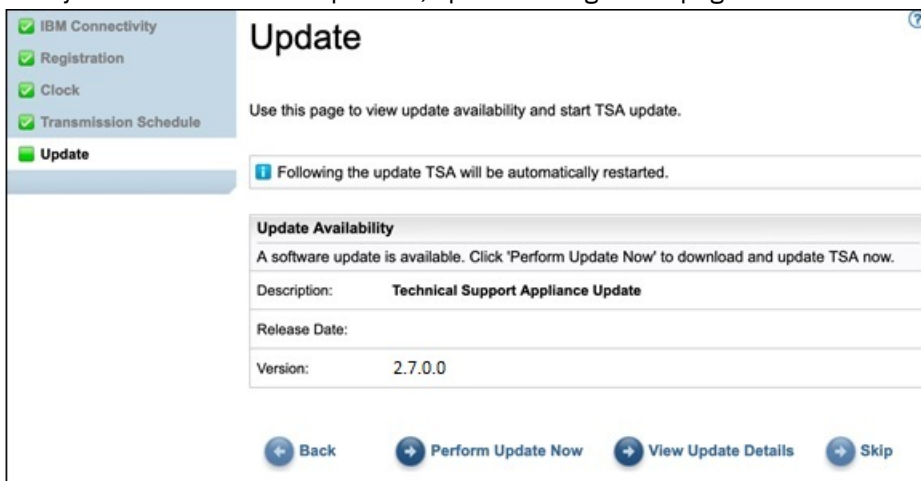 IBM Connectivity
Registration
Clock
Transmission Schedule
Update
Update
Use this page to view update availability and start TSA update.
Following the update TSA will be automatically restarted.
Update Availability
A software update is available. Click 'Perform Update Now' to download and update TSA now.
Description: Technical Support Appliance Update
Release Date:
Version: 2.7.0.0
Back Perform Update Now View Update Details Skip